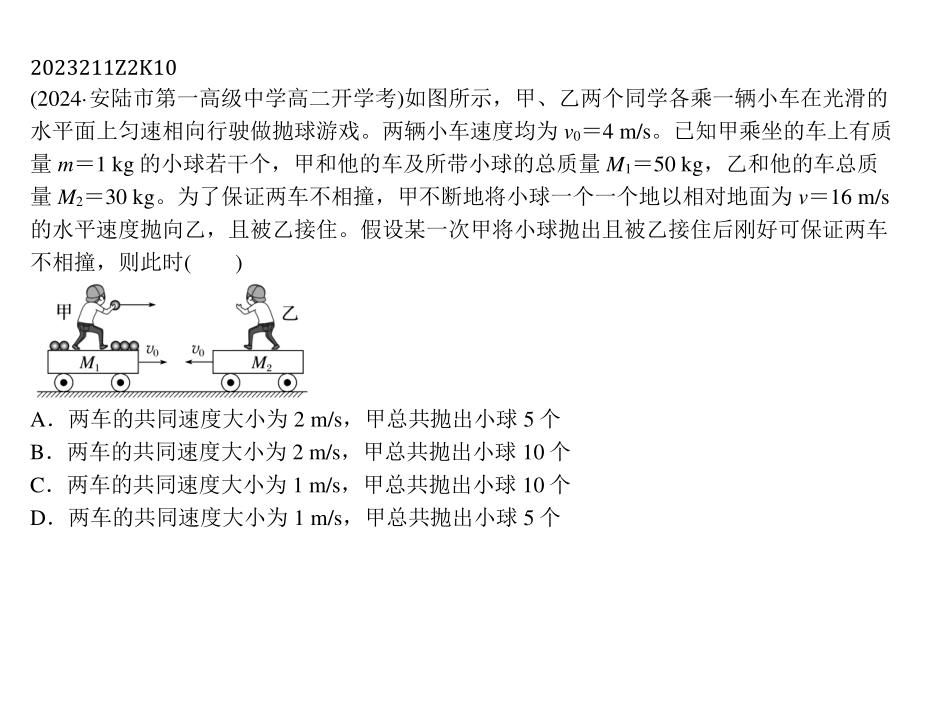 2023211Z2K10
(2024·安陆市第一高级中学高二开学考)如图所示，甲、乙两个同学各乘一辆小车在光滑的
水平面上匀速相向行驶做抛球游戏。两辆小车速度均为 v0＝4 m/s。已知甲乘坐的车上有质
量 m＝1 kg 的小球若干个，甲和他的车及所带小球的总质量 M1＝50 kg，乙和他的车总质
量 M2＝30 kg。为了保证两车不相撞，甲不断地将小球一个一个地以相对地面为 v＝16 m/s
的水平速度抛向乙，且被乙接住。假设某一次甲将小球抛出且被乙接住后刚好可保证两车
不相撞，则此时(　　)
甲 乙
v0 v0
M1 M2
A．两车的共同速度大小为 2 m/s，甲总共抛出小球 5 个
B．两车的共同速度大小为 2 m/s，甲总共抛出小球 10 个
C．两车的共同速度大小为 1 m/s，甲总共抛出小球 10 个
D．两车的共同速度大小为 1 m/s，甲总共抛出小球 5 个